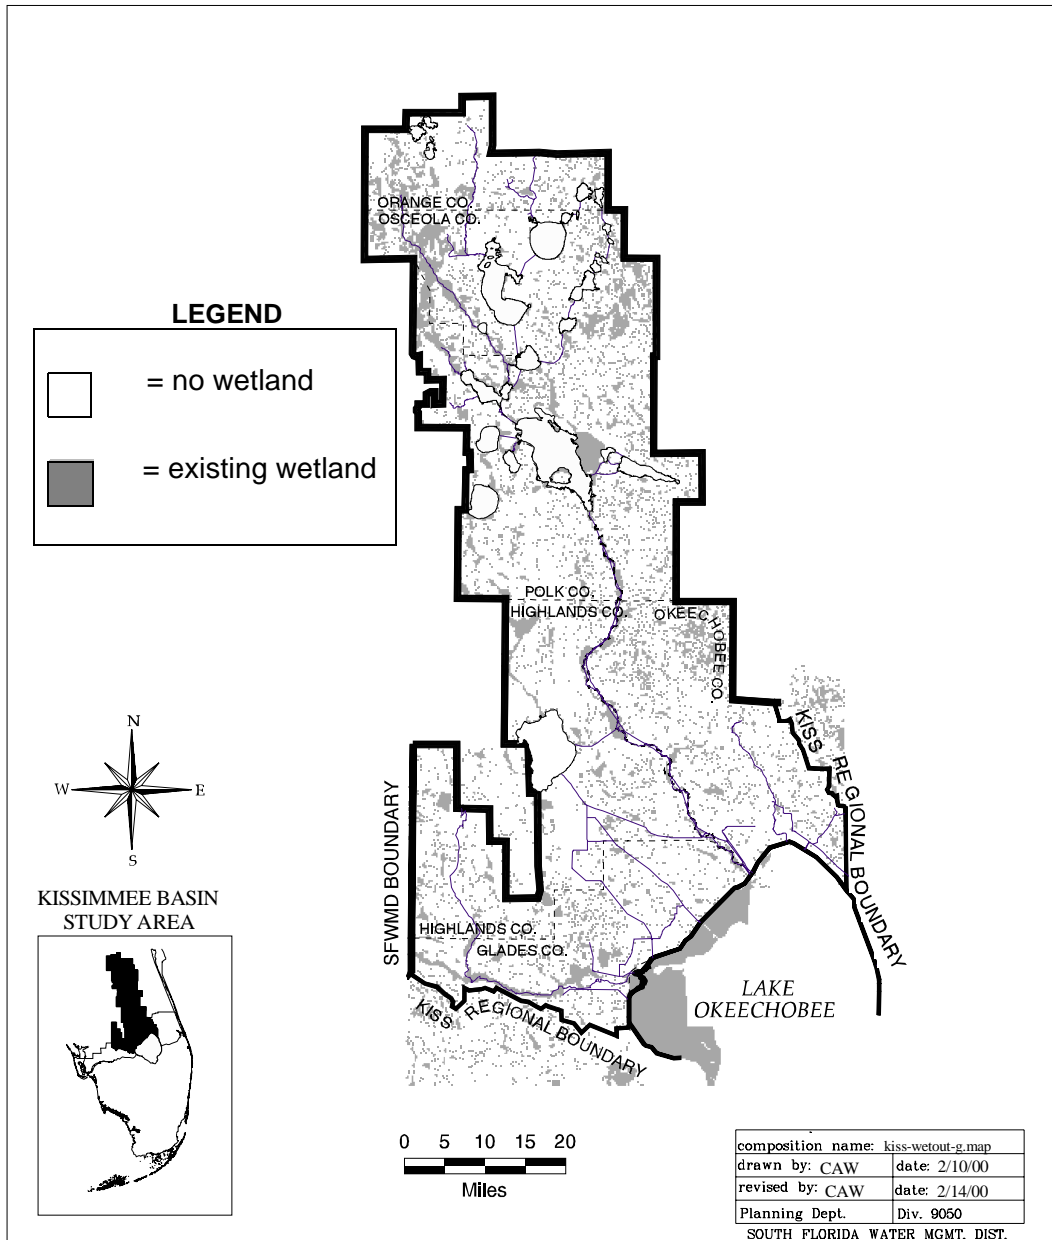 ORANGE CO.
OSCEOLA CO.
LEGEND
= no wetland
= existing wetland
POLK CO.
HIGHLANDS CO.
OKEECHOBEE CO.
KISS REGIONAL BOUNDARY
N
W E
S
SFWMD BOUNDARY
KISSIMMEE BASIN
STUDY AREA
HIGHLANDS CO.
GLADES CO.
KISS REGIONAL BOUNDARY
LAKE
OKEECHOBEE
0 5 10 15 20
Miles
composition name: kiss-wetout-g.map
drawn by: CAW date: 2/10/00
revised by: CAW date: 2/14/00
Planning Dept. Div. 9050
SOUTH FLORIDA WATER MGMT. DIST.